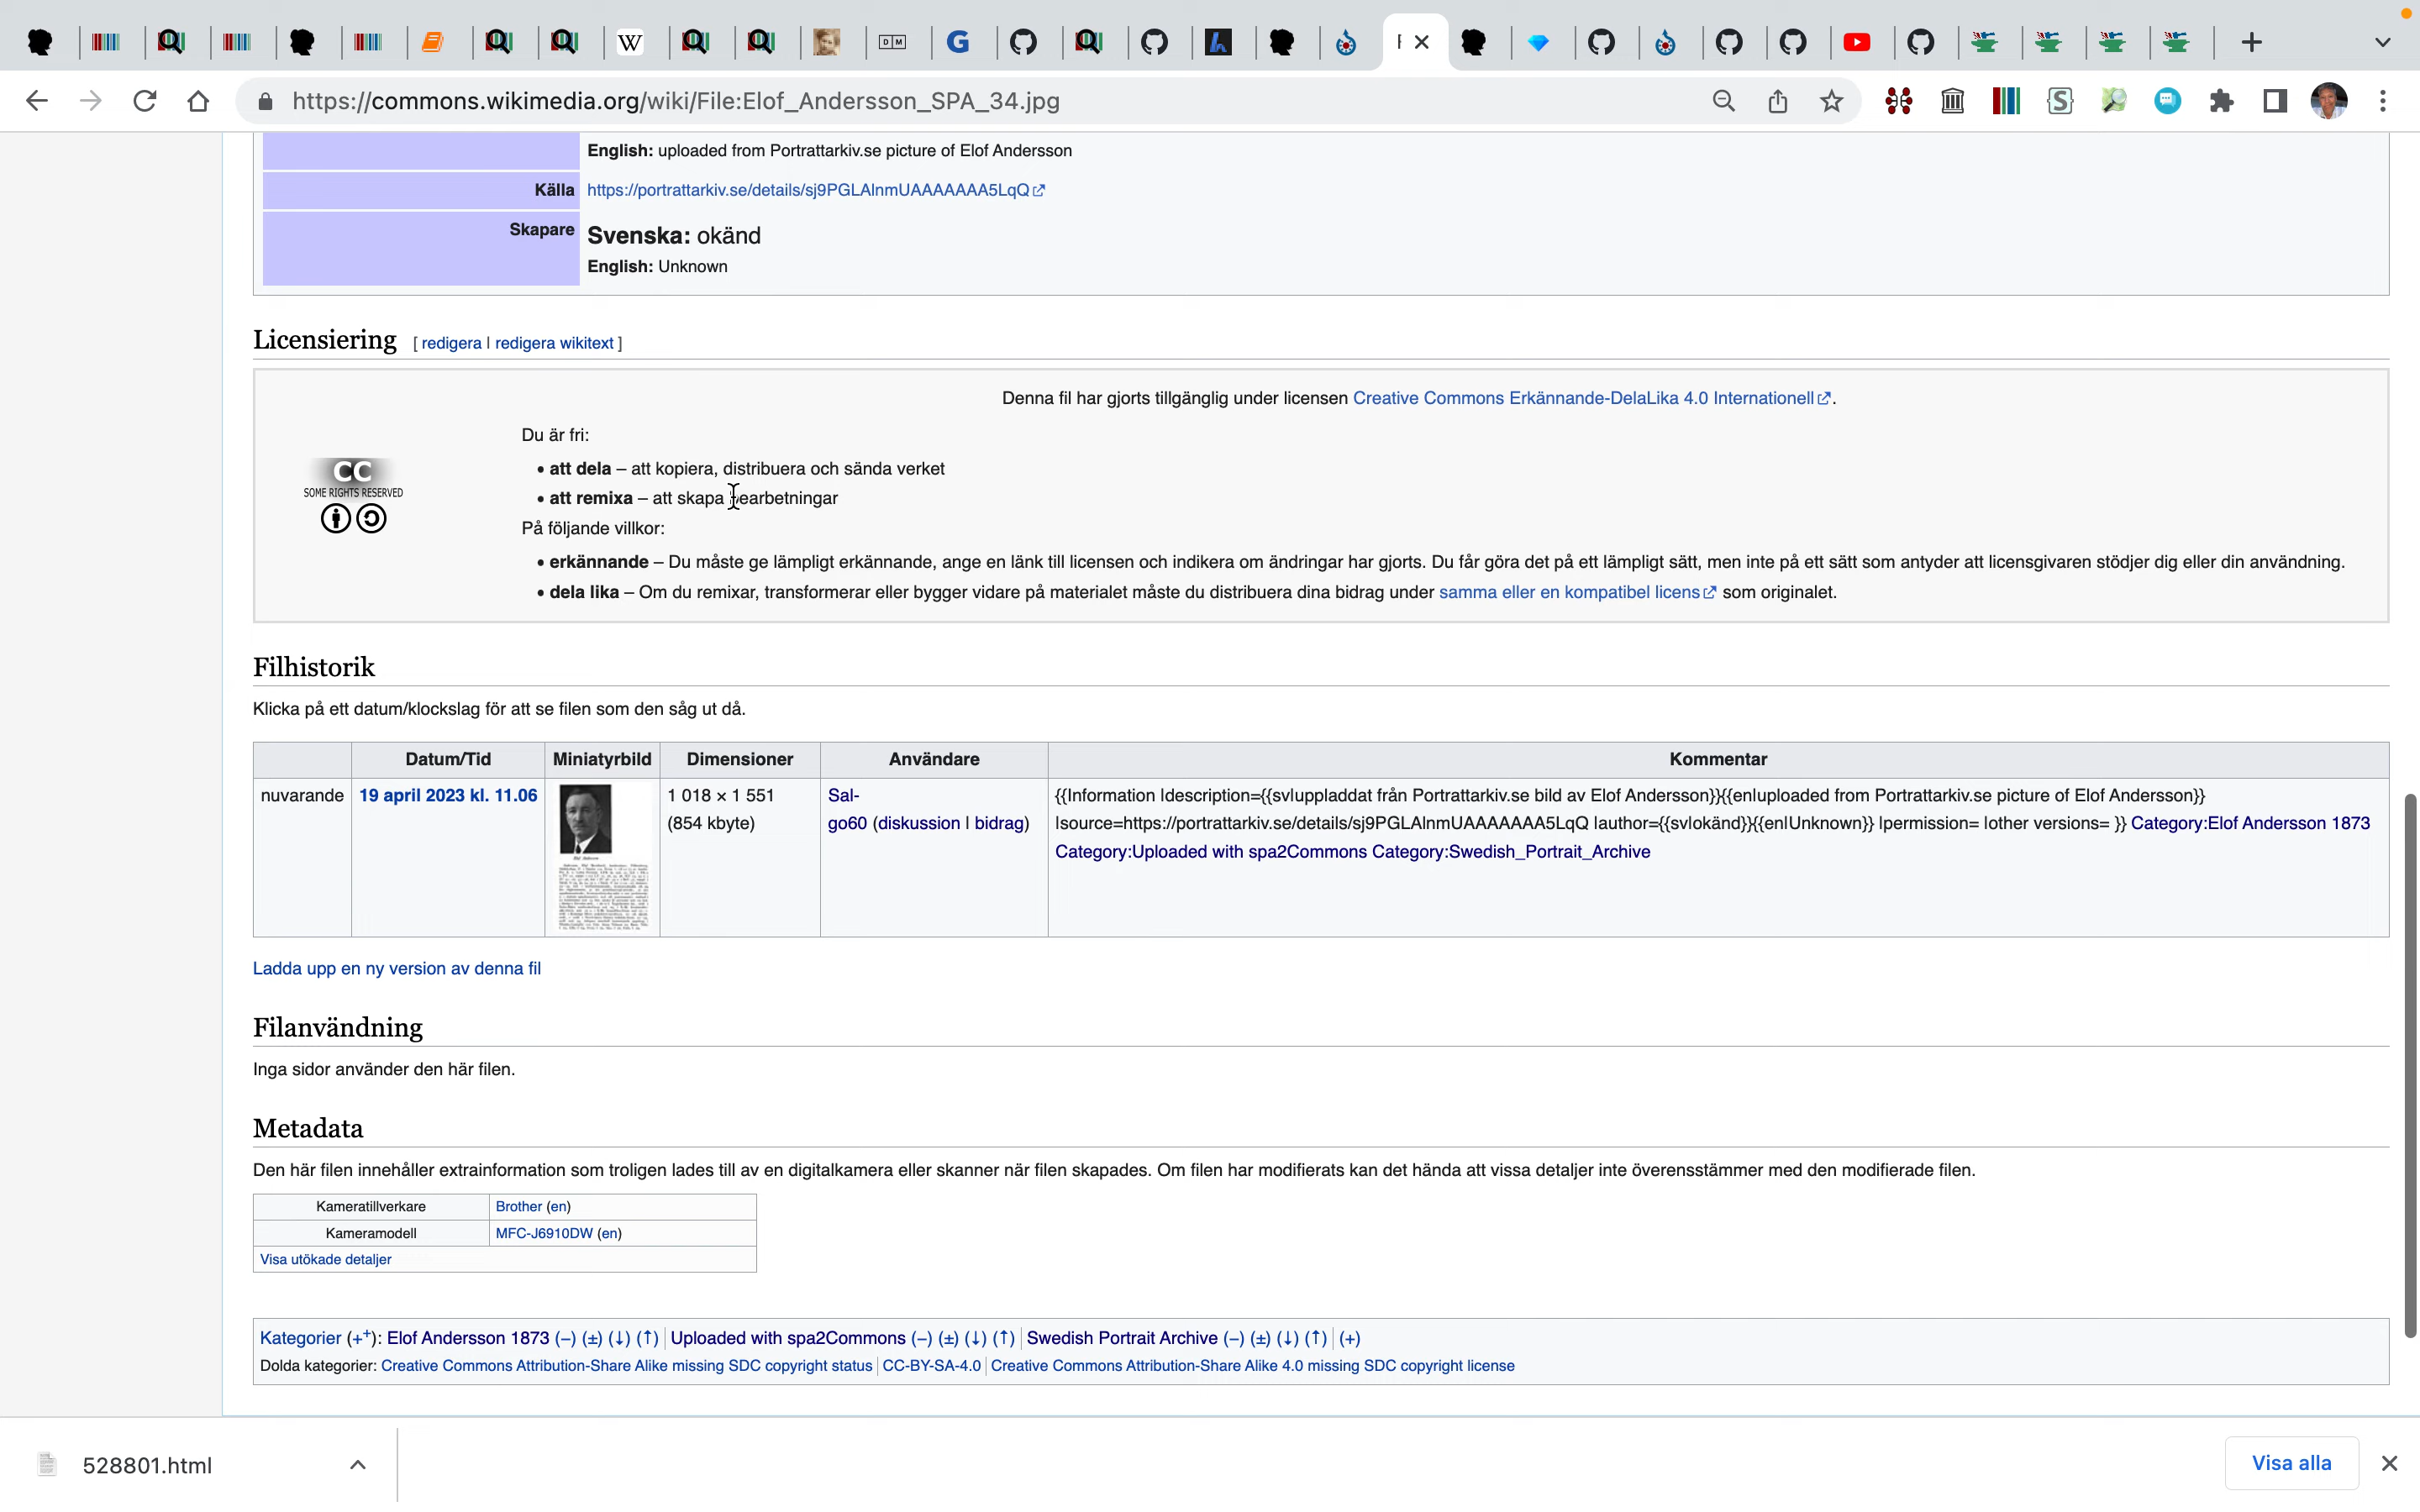 https://commons.wikimedia.org/wiki/File:Elof_Andersson_SPA_34.jpg
English: uploaded from Portrattarkiv.se picture of Elof Andersson
Källa https://portrattarkiv.se/details/sj9PGLAlnmUAAAAAAA5LqQ
Skapare Svenska: okänd
English: Unknown
Licensiering [ redigera | redigera wikitext ]
Denna fil har gjorts tillgänglig under licensen Creative Commons Erkännande-DelaLika 4.0 Internationell.
Du är fri:
• att dela – att kopiera, distribuera och sända verket
• att remixa – att skapa bearbetningar
På följande villkor:
• erkännande – Du måste ge lämpligt erkännande, ange en länk till licensen och indikera om ändringar har gjorts. Du får göra det på ett lämpligt sätt, men inte på ett sätt som antyder att licensgivaren stödjer dig eller din användning.
• dela lika – Om du remixar, transformerar eller bygger vidare på materialet måste du distribuera dina bidrag under samma eller en kompatibel licens som originalet.
CC
SOME RIGHTS RESERVED
Filhistorik
Klicka på ett datum/klockslag för att se filen som den såg ut då.
Datum/Tid Miniatyrbild Dimensioner Användare Kommentar
nuvarande 19 april 2023 kl. 11.06 1 018 × 1 551 Sal- {{Information |description={{sv|uppladdat från Portrattarkiv.se bild av Elof Andersson}}{{en|uploaded from Portrattarkiv.se picture of Elof Andersson}}
(854 kbyte) go60 (diskussion | bidrag) |source=https://portrattarkiv.se/details/sj9PGLAlnmUAAAAAAA5LqQ |author={{sv|okänd}}{{en|Unknown}} |permission= |other versions= }} Category:Elof Andersson 1873
Category:Uploaded with spa2Commons Category:Swedish_Portrait_Archive
Ladda upp en ny version av denna fil
Filanvändning
Inga sidor använder den här filen.
Metadata
Den här filen innehåller extrainformation som troligen lades till av en digitalkamera eller skanner när filen skapades. Om filen har modifierats kan det hända att vissa detaljer inte överensstämmer med den modifierade filen.
Kameratillverkare Brother (en)
Kameramodell MFC-J6910DW (en)
Visa utökade detaljer
Kategorier (++): Elof Andersson 1873 (−) (±) (↓) (↑) | Uploaded with spa2Commons (−) (±) (↓) (↑) | Swedish Portrait Archive (−) (±) (↓) (↑) | (+)
Dolda kategorier: Creative Commons Attribution-Share Alike missing SDC copyright status | CC-BY-SA-4.0 | Creative Commons Attribution-Share Alike 4.0 missing SDC copyright license
528801.html Visa alla